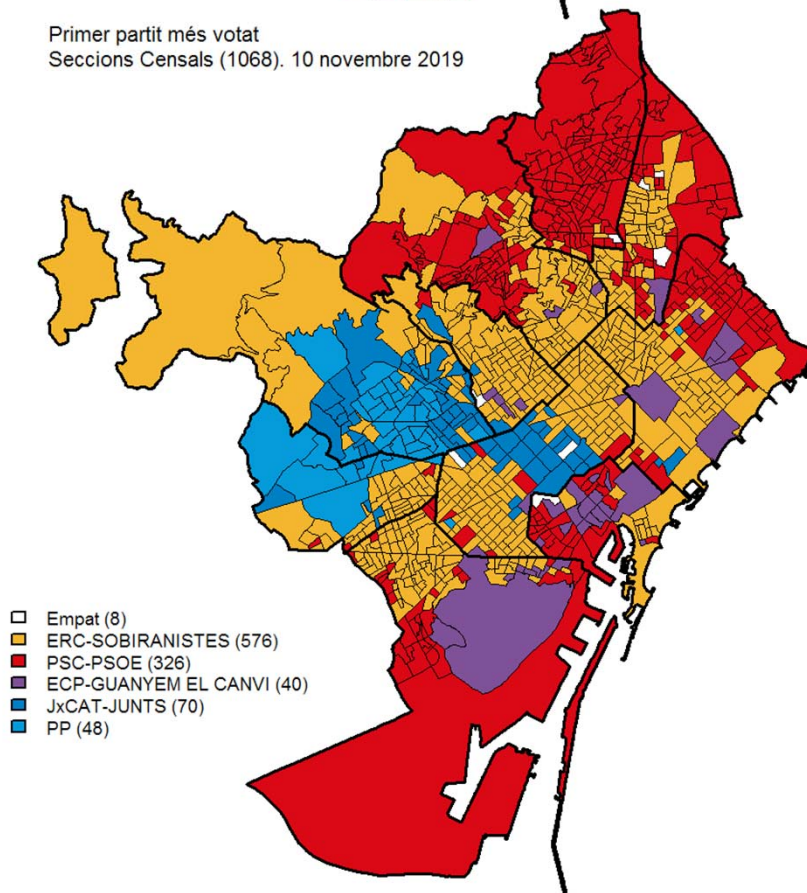 Primer partit més votat
Seccions Censals (1068). 10 novembre 2019
Empat (8)
ERC-SOBIRANISTES (576)
PSC-PSOE (326)
ECP-GUANYEM EL CANVI (40)
JxCAT-JUNTS (70)
PP (48)